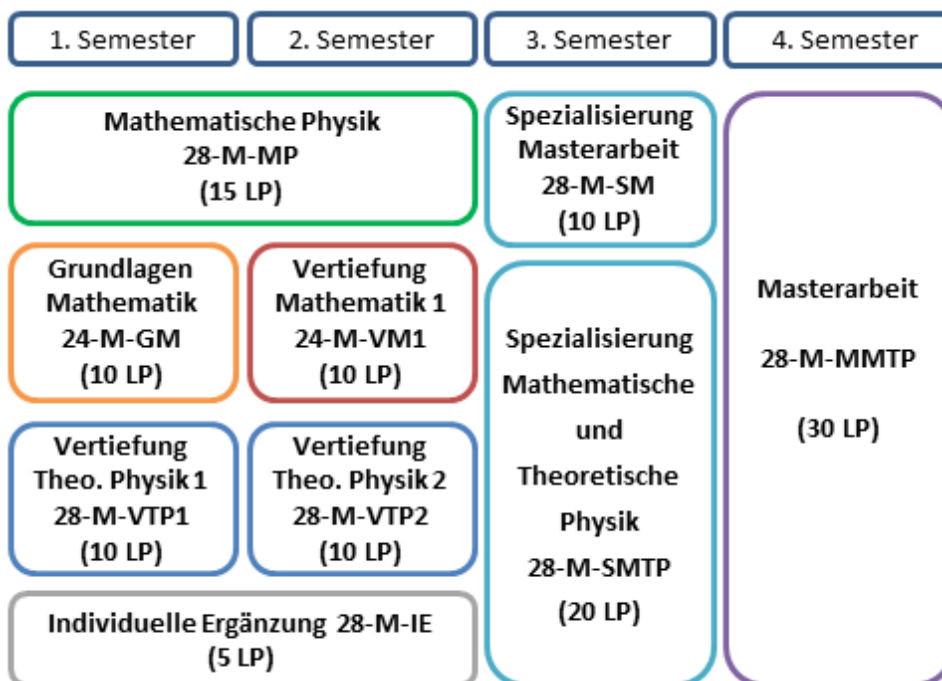 1. Semester
2. Semester
3. Semester
4. Semester
Mathematische Physik
28-M-MP
(15 LP)
Grundlagen
Mathematik
24-M-GM
(10 LP)
Vertiefung
Mathematik 1
24-M-VM1
(10 LP)
Vertiefung
Theo. Physik 1
28-M-VTP1
(10 LP)
Vertiefung
Theo. Physik 2
28-M-VTP2
(10 LP)
Individuelle Ergänzung 28-M-IE
(5 LP)
Spezialisierung
Masterarbeit
28-M-SM
(10 LP)
Spezialisierung
Mathematische
und
Theoretische
Physik
28-M-SMTP
(20 LP)
Masterarbeit
28-M-MMTP
(30 LP)